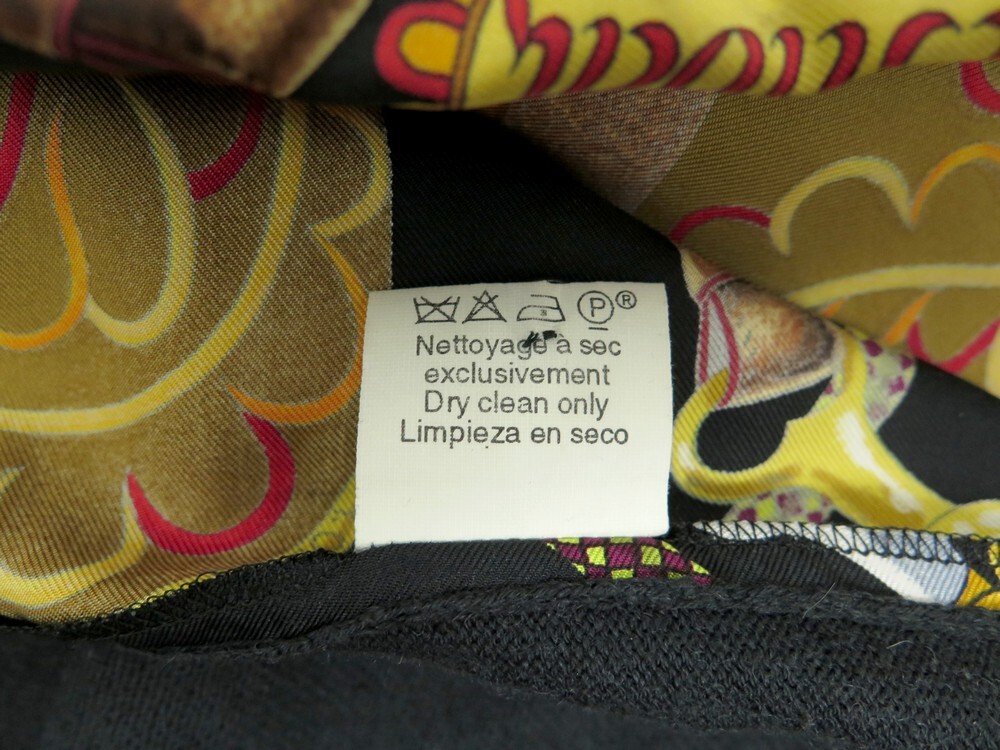 P ®
Nettoyage à sec
exclusivement
Dry clean only
Limpieza en seco